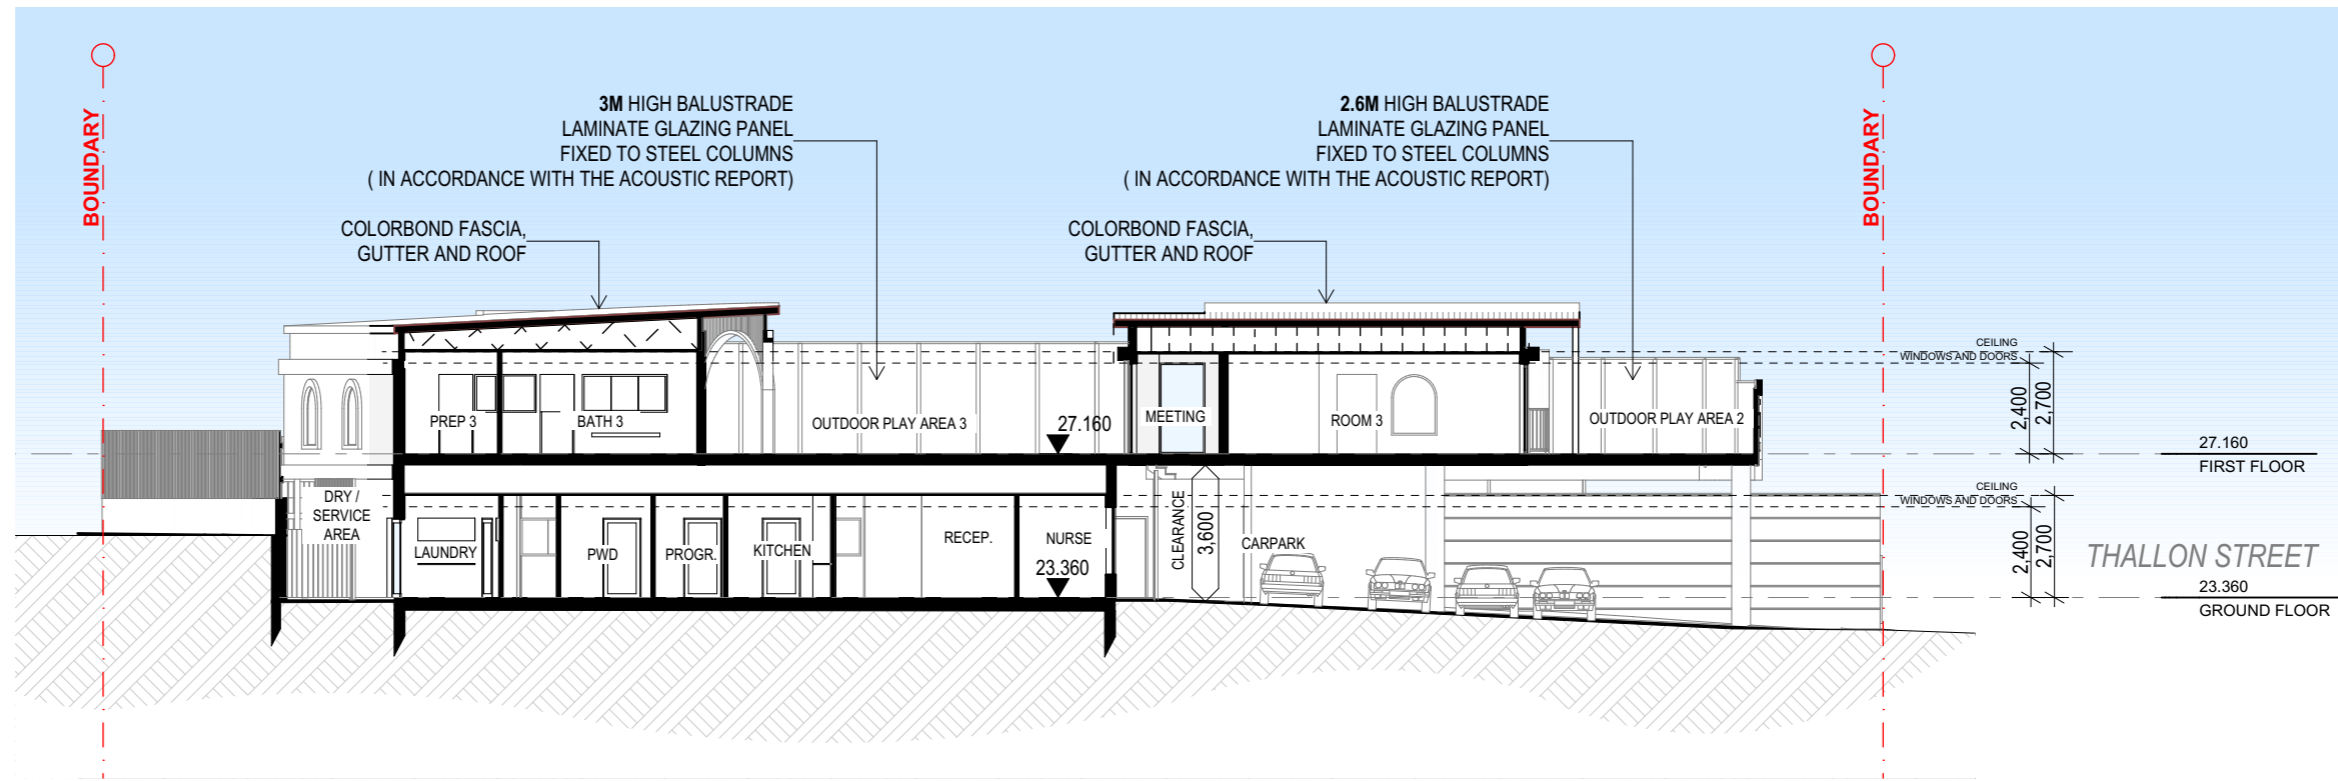 BOUNDARY
3M HIGH BALUSTRADE
LAMINATE GLAZING PANEL
FIXED TO STEEL COLUMNS
( IN ACCORDANCE WITH THE ACOUSTIC REPORT)
COLORBOND FASCIA,
GUTTER AND ROOF
2.6M HIGH BALUSTRADE
LAMINATE GLAZING PANEL
FIXED TO STEEL COLUMNS
( IN ACCORDANCE WITH THE ACOUSTIC REPORT)
COLORBOND FASCIA,
GUTTER AND ROOF
BOUNDARY
CEILING
WINDOWS AND DOORS
2,400
2,700
PREP 3
BATH 3
OUTDOOR PLAY AREA 3
27.160
MEETING
ROOM 3
OUTDOOR PLAY AREA 2
27.160
FIRST FLOOR
CEILING
WINDOWS AND DOORS
2,400
2,700
DRY /
SERVICE
AREA
LAUNDRY
PWD
PROGR.
KITCHEN
RECEP.
NURSE
23.360
CLEARANCE
3,600
CARPARK
THALLON STREET
23.360
GROUND FLOOR